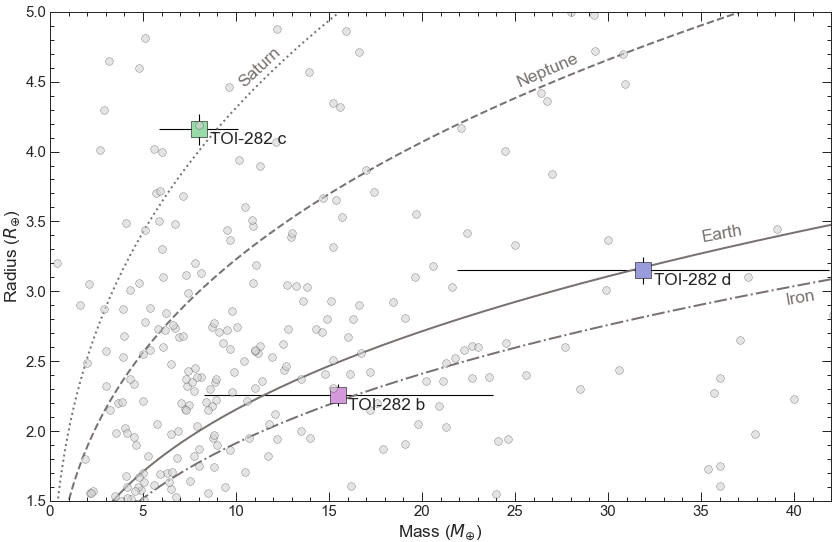 5.0
4.5
4.0
3.5
3.0
2.5
2.0
1.5
Radius (R⊕)
Saturn
Neptune
TOI-282 c
Earth
TOI-282 d
Iron
TOI-282 b
0 5 10 15 20 25 30 35 40
Mass (M⊕)